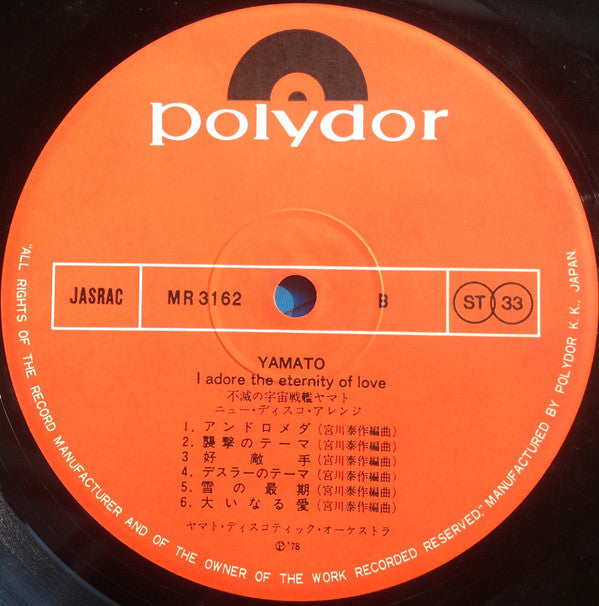 polydor
JASRAC MR 3162 B ST 33
YAMATO
I adore the eternity of love
不滅の宇宙戦艦ヤマト
ニュー・ディスコ・アレンジ
1. アンドロメダ (宮川泰作編曲)
2. 襲撃のテーマ (宮川泰作編曲)
3 好敵手 (宮川泰作編曲)
4. デスラーのテーマ (宮川泰作編曲)
5. 雪の最期 (宮川泰作編曲)
6. 大いなる愛 (宮川泰作編曲)
ヤマト・ディスコティック・オーケストラ
Ⓟ'78
"ALL RIGHTS OF THE RECORD MANUFACTURER AND OF THE OWNER OF THE WORK RECORDED RESERVED." MANUFACTURED BY POLYDOR K.K., JAPAN.